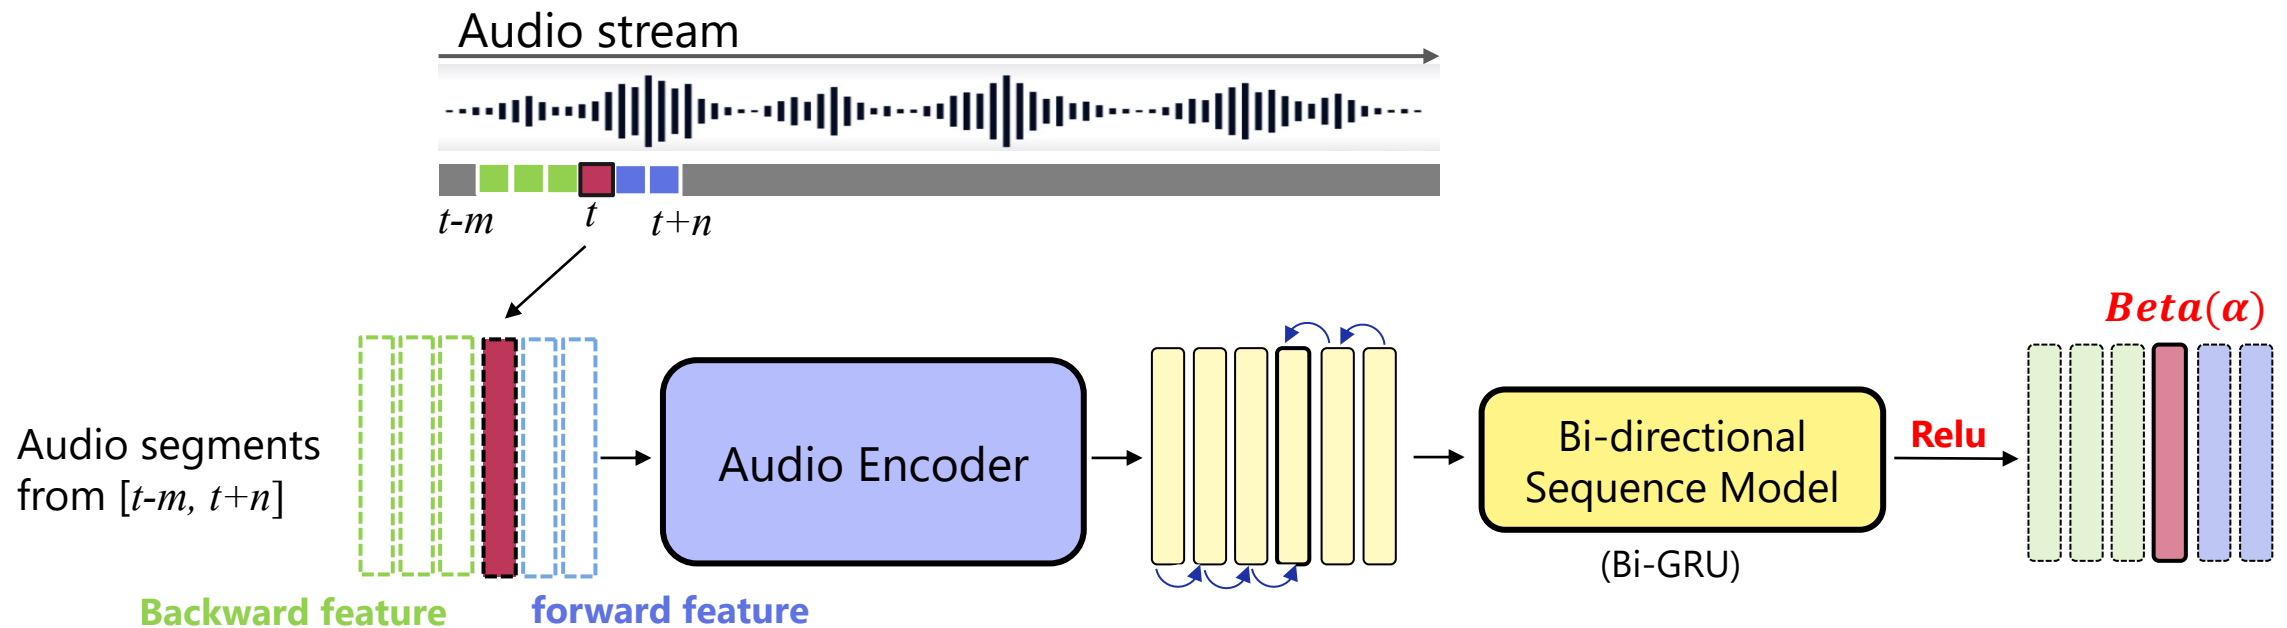 Audio stream
t-m
t
t+n
Beta(α)
Audio segments
from [t-m, t+n]
Audio Encoder
Bi-directional
Sequence Model
Relu
(Bi-GRU)
Backward feature
forward feature